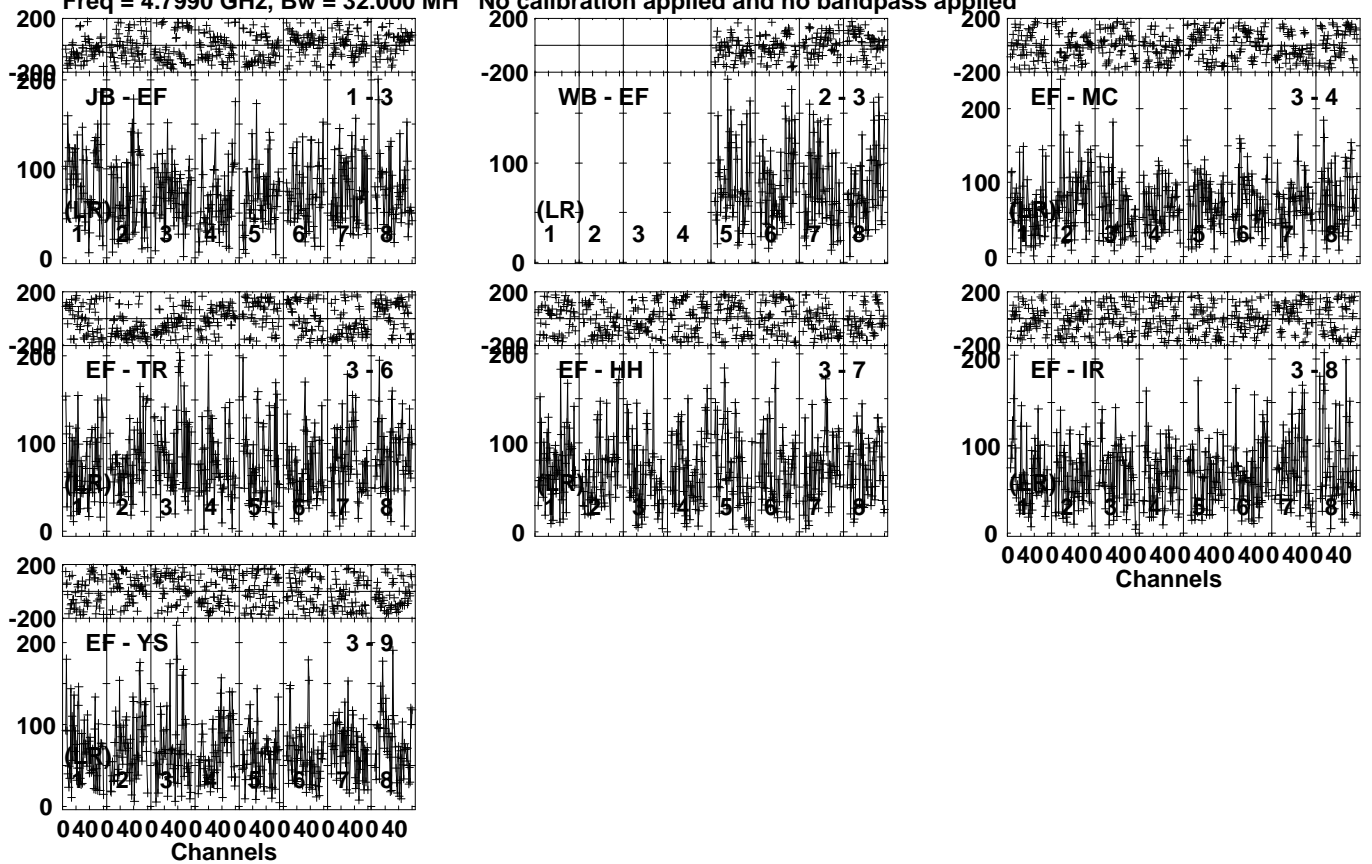 Freq = 4.7990 GHz, Bw = 32.000 MH No calibration applied and no bandpass applied
200
-200
200
100
0
JB - EF 1 - 3
(LR)
1 2 3 4 5 6 7 8
200
-200
100
0
WB - EF 2 - 3
(LR)
1 2 3 4 5 6 7 8
200
-200
200
100
0
EF - MC 3 - 4
(LR)
1 2 3 4 5 6 7 8
200
-200
200
100
0
EF - TR 3 - 6
(LR)
1 2 3 4 5 6 7 8
200
-200
200
100
0
EF - HH 3 - 7
(LR)
1 2 3 4 5 6 7 8
200
-200
200
100
0
EF - IR 3 - 8
(LR)
1 2 3 4 5 6 7 8
0 40 0 40 0 40 0 40 0 40 0 40 0 40 0 40
Channels
200
-200
200
100
0
EF - YS 3 - 9
(LR)
1 2 3 4 5 6 7 8
0 40 0 40 0 40 0 40 0 40 0 40 0 40 0 40
Channels